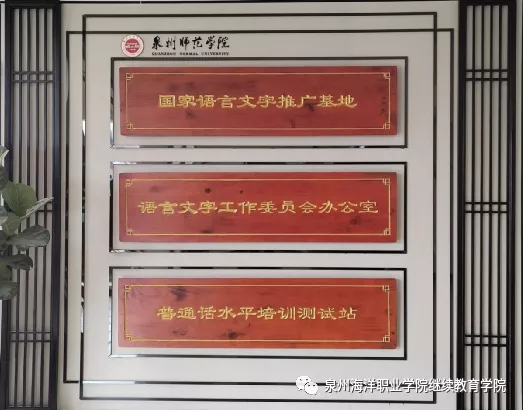 泉州师范学院
QUANZHOU NORMAL UNIVERSITY
国家语言文字推广基地
语言文字工作委员会办公室
普通话水平培训测试站
泉州海洋职业学院继续教育学院